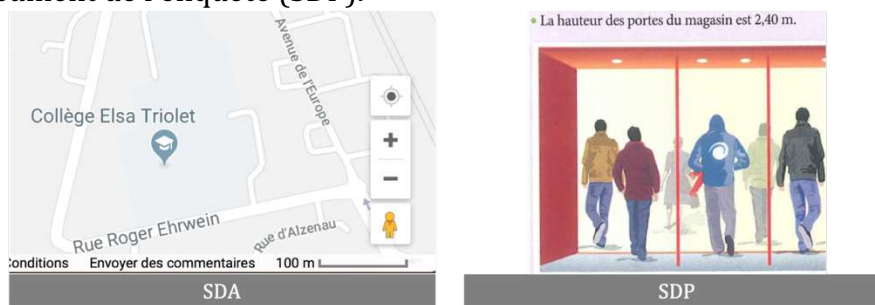 • La hauteur des portes du magasin est 2,40 m.
Avenue de l'Europe
Collège Elsa Triolet
Rue Roger Ehrwein
Rue d'Alzenau
onditions Envoyer des commentaires 100 m
SDA
SDP